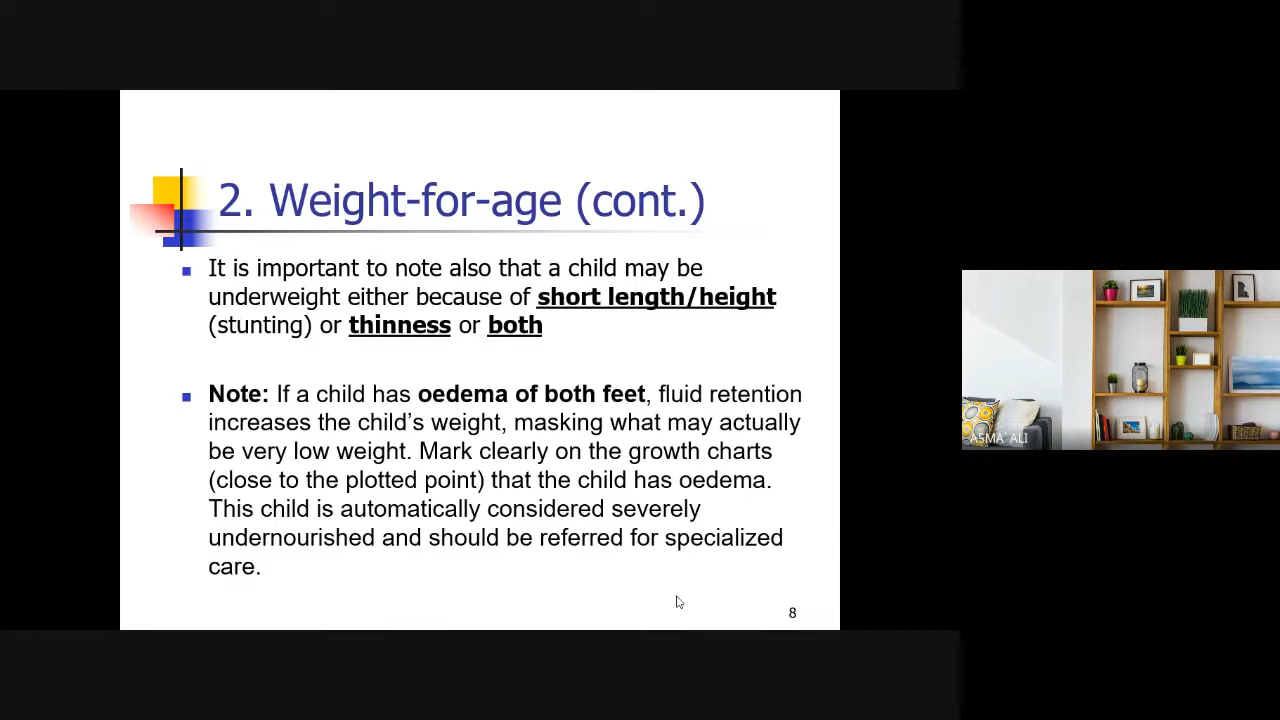 2. Weight-for-age (cont.)
It is important to note also that a child may be
underweight either because of short length/height
(stunting) or thinness or both
Note: If a child has oedema of both feet, fluid retention
increases the child’s weight, masking what may actually
be very low weight. Mark clearly on the growth charts
(close to the plotted point) that the child has oedema.
This child is automatically considered severely
undernourished and should be referred for specialized
care.
8
ASMA' ALI